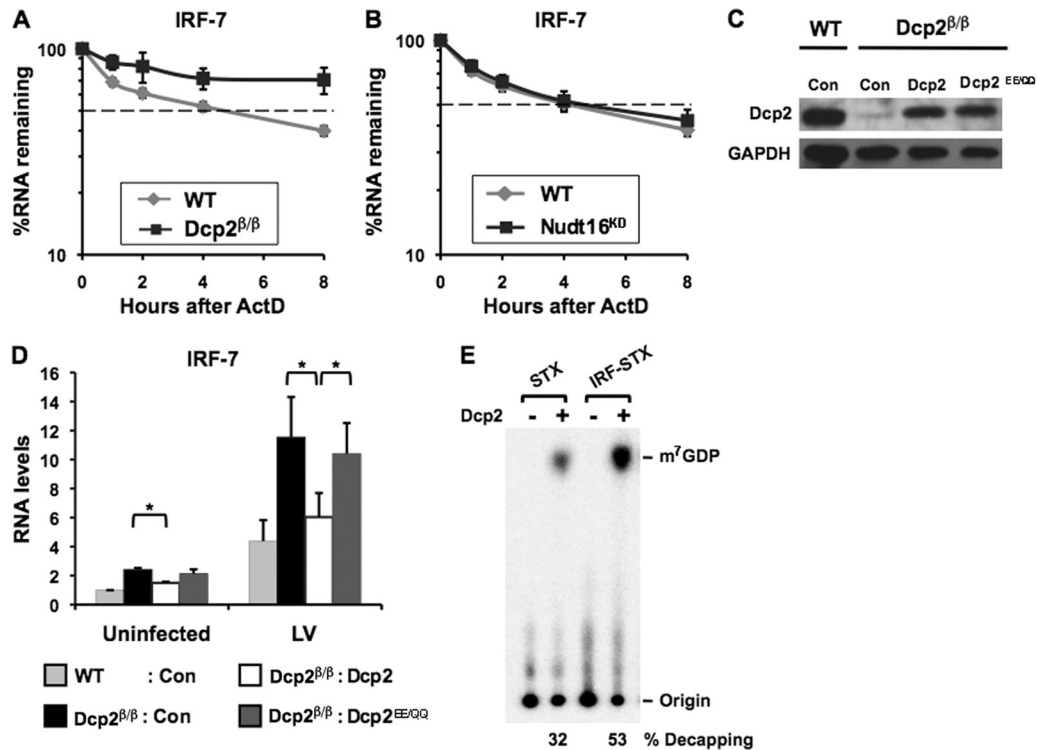 A
IRF-7
%RNA remaining
100
10
0 2 4 6 8
Hours after ActD
WT
Dcp2β/β
B
IRF-7
%RNA remaining
100
10
0 2 4 6 8
Hours after ActD
WT
Nudt16KD
C
WT Dcp2β/β
Con Con Dcp2 Dcp2 EE/QQ
Dcp2
GAPDH
D
IRF-7
RNA levels
16
14
12
10
8
6
4
2
0
* * *
Uninfected LV
WT : Con
Dcp2β/β : Con
Dcp2β/β : Dcp2
Dcp2β/β : Dcp2EE/QQ
E
STX IRF-STX
Dcp2 - + - +
m7GDP
Origin
32 53 % Decapping